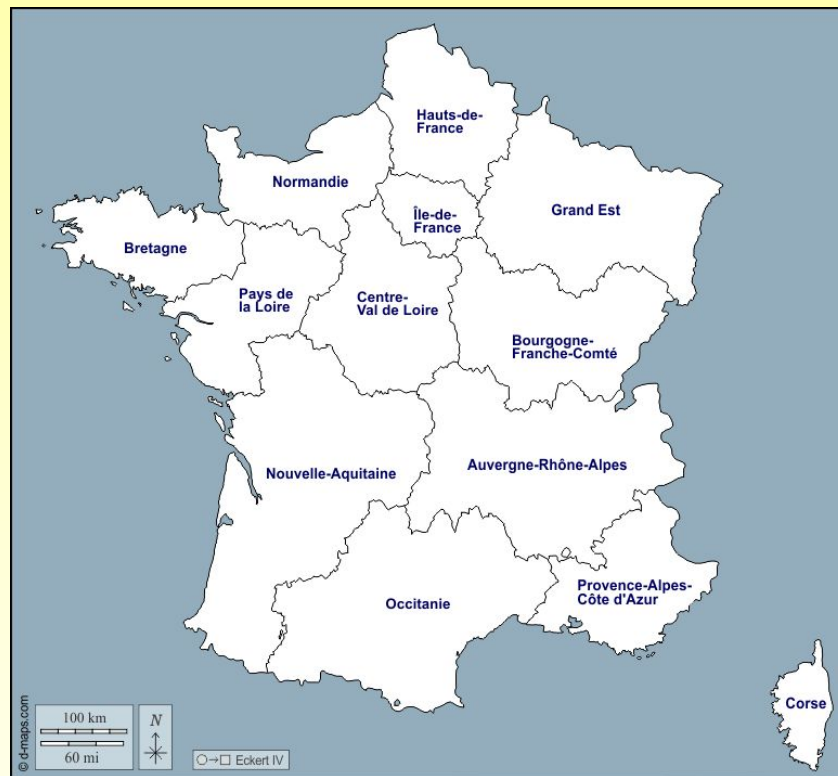 Hauts-de-
France
Normandie
Île-de-
France
Grand Est
Bretagne
Pays de
la Loire
Centre-
Val de Loire
Bourgogne-
Franche-Comté
Nouvelle-Aquitaine
Auvergne-Rhône-Alpes
Provence-Alpes-
Côte d'Azur
Occitanie
Corse
© d-maps.com
100 km
60 mi
N
Eckert IV